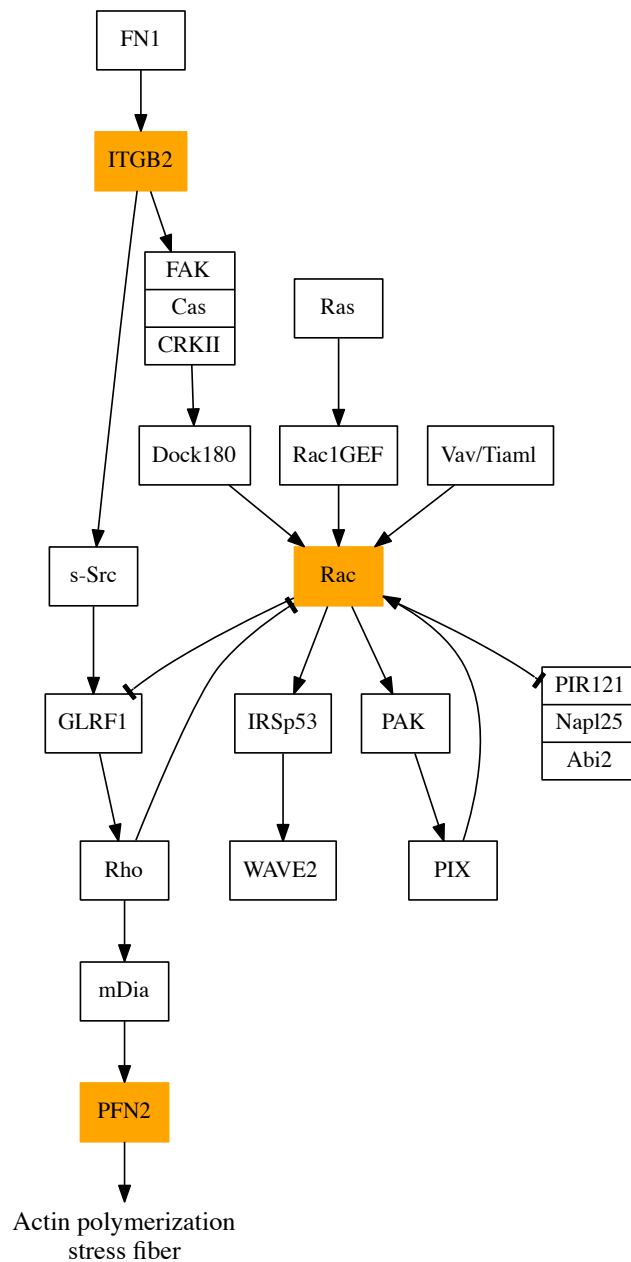 FN1
ITGB2
FAK
Cas
CRKII
Ras
Dock180
Rac1GEF
Vav/Tiaml
s-Src
Rac
GLRF1
IRSp53
PAK
PIR121
Napl25
Abi2
Rho
WAVE2
PIX
mDia
PFN2
Actin polymerization
stress fiber